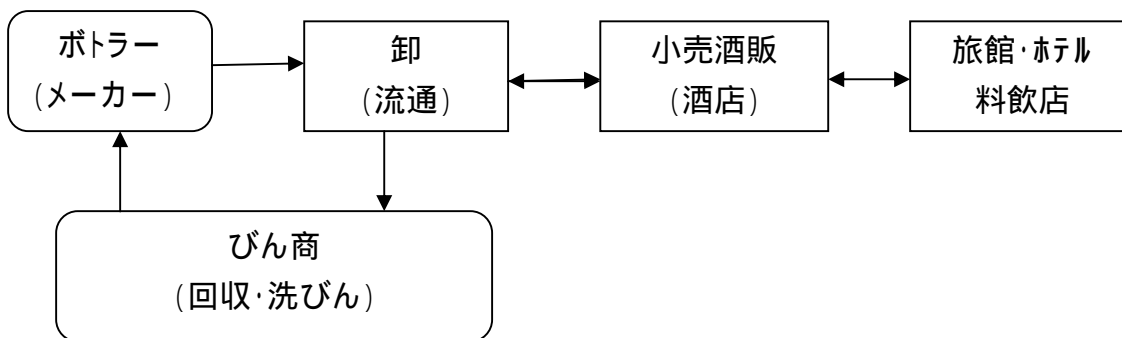 ボトラー
(メーカー)
卸
(流通)
小売酒販
(酒店)
旅館･ﾎﾃﾙ
料飲店
びん商
(回収･洗びん)